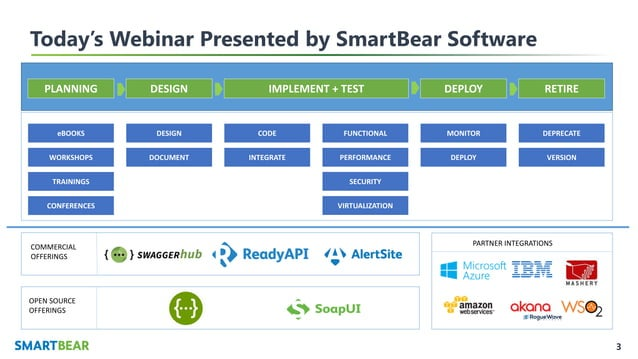 Today's Webinar Presented by SmartBear Software
PLANNING
DESIGN
IMPLEMENT + TEST
DEPLOY
RETIRE
eBOOKS
DESIGN
CODE
FUNCTIONAL
MONITOR
DEPRECATE
WORKSHOPS
DOCUMENT
INTEGRATE
PERFORMANCE
DEPLOY
VERSION
TRAININGS
SECURITY
CONFERENCES
VIRTUALIZATION
COMMERCIAL
OFFERINGS
{ } SWAGGERhub
ReadyAPI
AlertSite
OPEN SOURCE
OFFERINGS
{...}
SoapUI
PARTNER INTEGRATIONS
Microsoft
Azure
IBM
MASHERY
amazon
web services
akana
RogueWave
WSO2
SMARTBEAR
3